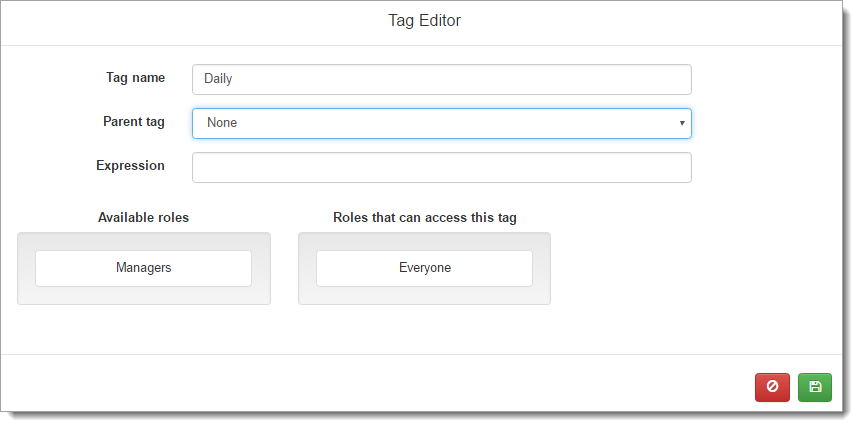 Tag Editor
Tag name Daily
Parent tag None
Expression
Available roles Roles that can access this tag
Managers Everyone